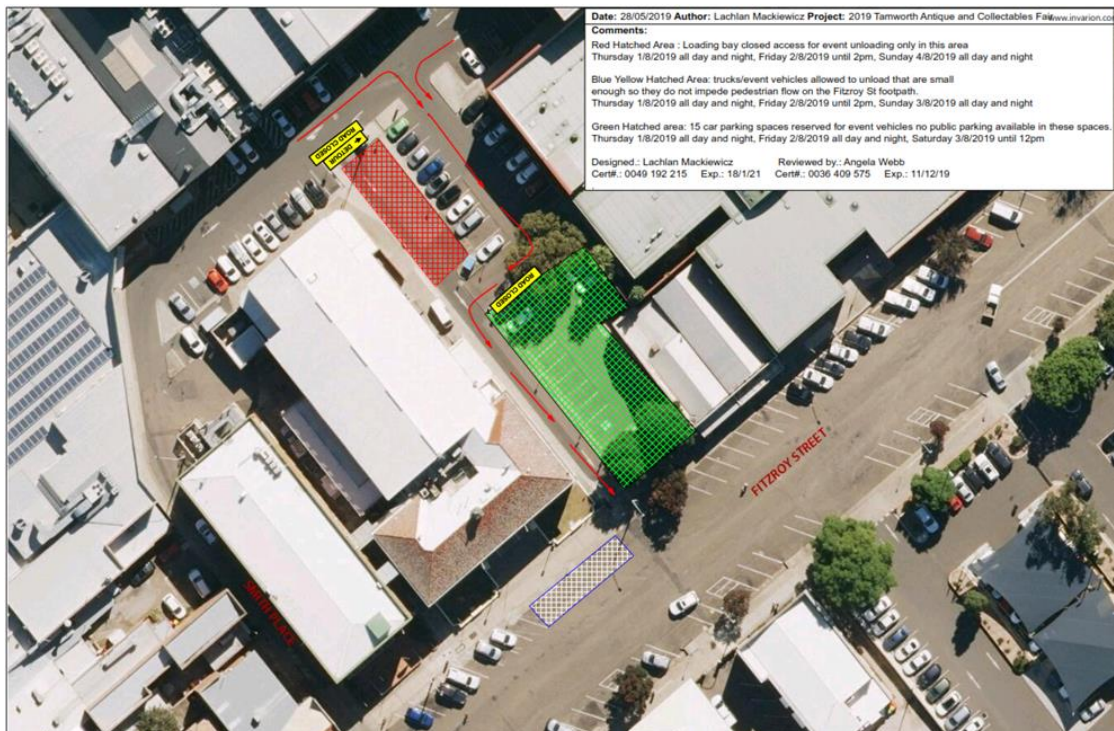 Date: 28/05/2019 Author: Lachlan Mackiewicz Project: 2019 Tamworth Antique and Collectables Fair
www.invarion.com
Comments:
Red Hatched Area : Loading bay closed access for event unloading only in this area
Thursday 1/8/2019 all day and night, Friday 2/8/2019 until 2pm, Sunday 4/8/2019 all day and night
Blue Yellow Hatched Area: trucks/event vehicles allowed to unload that are small
enough so they do not impede pedestrian flow on the Fitzroy St footpath.
Thursday 1/8/2019 all day and night, Friday 2/8/2019 until 2pm, Sunday 3/8/2019 all day and night
Green Hatched area: 15 car parking spaces reserved for event vehicles no public parking available in these spaces.
Thursday 1/8/2019 all day and night, Friday 2/8/2019 all day and night, Saturday 3/8/2019 until 12pm
Designed.: Lachlan Mackiewicz Reviewed by.: Angela Webb
Cert#.: 0049 192 215 Exp.: 18/1/21 Cert#.: 0036 409 575 Exp.: 11/12/19
ROAD CLOSED
DETOUR
ROAD CLOSED
FITZROY STREET
SMITH PLACE